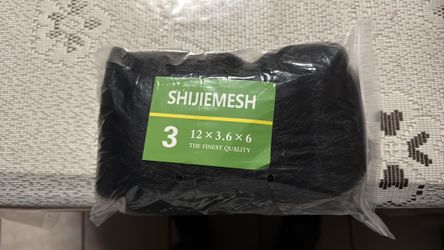 SHIJIEMESH
3 12×3.6×6
THE FINEST QUALITY